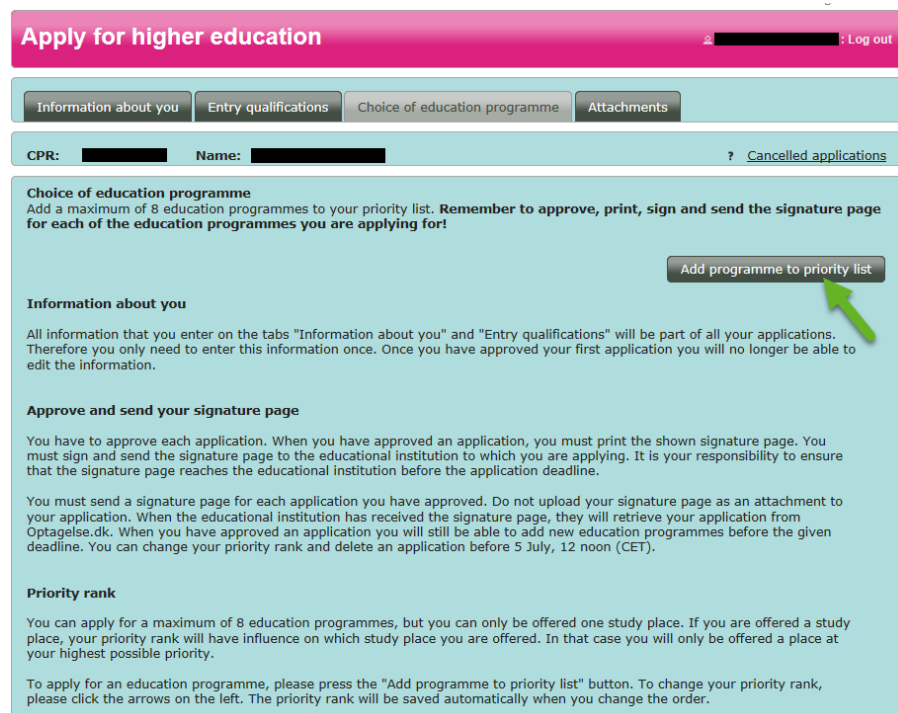 Apply for higher education
: Log out
Information about you
Entry qualifications
Choice of education programme
Attachments
CPR:
Name:
? Cancelled applications
Choice of education programme
Add a maximum of 8 education programmes to your priority list. Remember to approve, print, sign and send the signature page
for each of the education programmes you are applying for!
Add programme to priority list
Information about you
All information that you enter on the tabs "Information about you" and "Entry qualifications" will be part of all your applications.
Therefore you only need to enter this information once. Once you have approved your first application you will no longer be able to
edit the information.
Approve and send your signature page
You have to approve each application. When you have approved an application, you must print the shown signature page. You
must sign and send the signature page to the educational institution to which you are applying. It is your responsibility to ensure
that the signature page reaches the educational institution before the application deadline.
You must send a signature page for each application you have approved. Do not upload your signature page as an attachment to
your application. When the educational institution has received the signature page, they will retrieve your application from
Optagelse.dk. When you have approved an application you will still be able to add new education programmes before the given
deadline. You can change your priority rank and delete an application before 5 July, 12 noon (CET).
Priority rank
You can apply for a maximum of 8 education programmes, but you can only be offered one study place. If you are offered a study
place, your priority rank will have influence on which study place you are offered. In that case you will only be offered a place at
your highest possible priority.
To apply for an education programme, please press the "Add programme to priority list" button. To change your priority rank,
please click the arrows on the left. The priority rank will be saved automatically when you change the order.